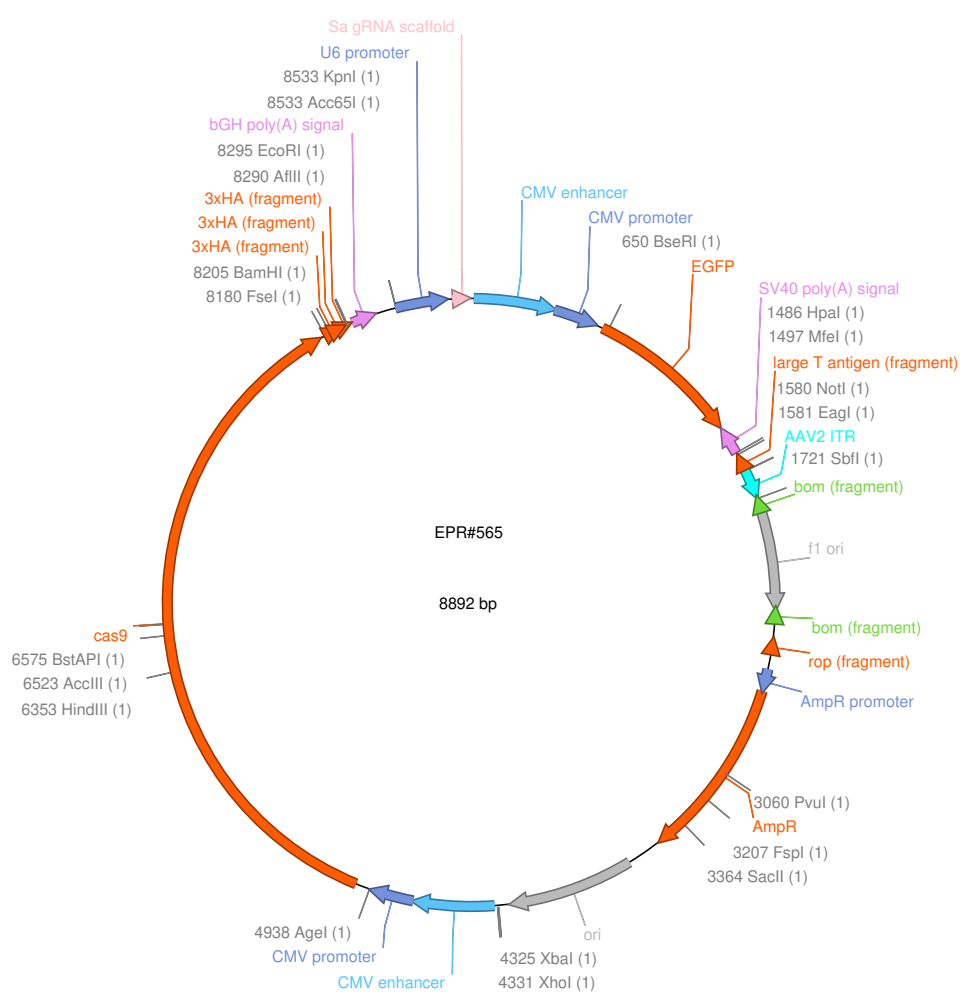 Sa gRNA scaffold
U6 promoter
8533 KpnI (1)
8533 Acc65I (1)
bGH poly(A) signal
8295 EcoRI (1)
8290 AflII (1)
3xHA (fragment)
3xHA (fragment)
3xHA (fragment)
8205 BamHI (1)
8180 FseI (1)
CMV enhancer
CMV promoter
650 BseRI (1)
EGFP
SV40 poly(A) signal
1486 HpaI (1)
1497 MfeI (1)
large T antigen (fragment)
1580 NotI (1)
1581 EagI (1)
AAV2 ITR
1721 SbfI (1)
bom (fragment)
f1 ori
bom (fragment)
rop (fragment)
AmpR promoter
3060 PvuI (1)
AmpR
3207 FspI (1)
3364 SacII (1)
ori
4325 XbaI (1)
4331 XhoI (1)
CMV enhancer
CMV promoter
4938 AgeI (1)
cas9
6575 BstAPI (1)
6523 AccIII (1)
6353 HindIII (1)
EPR#565
8892 bp